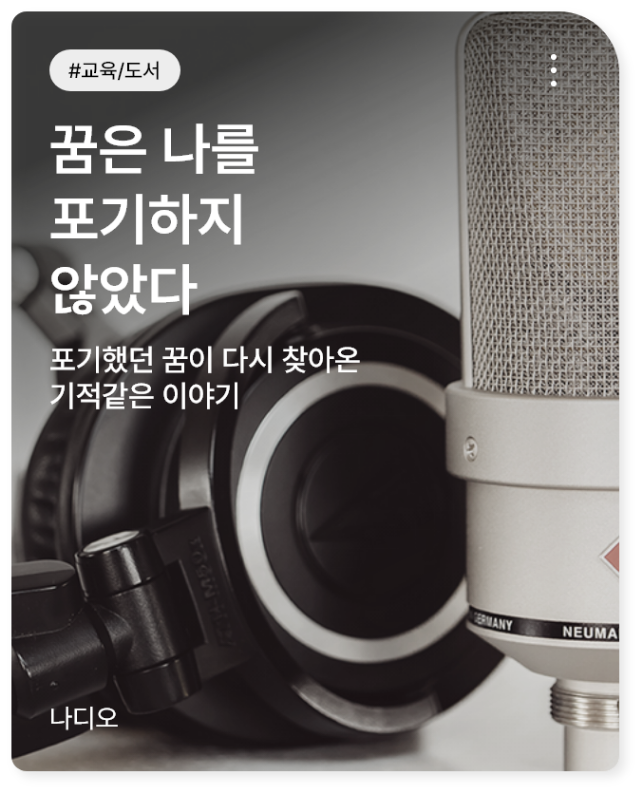 #교육/도서
꿈은 나를
포기하지
않았다
포기했던 꿈이 다시 찾아온
기적같은 이야기
GERMANY
NEUMA
나디오